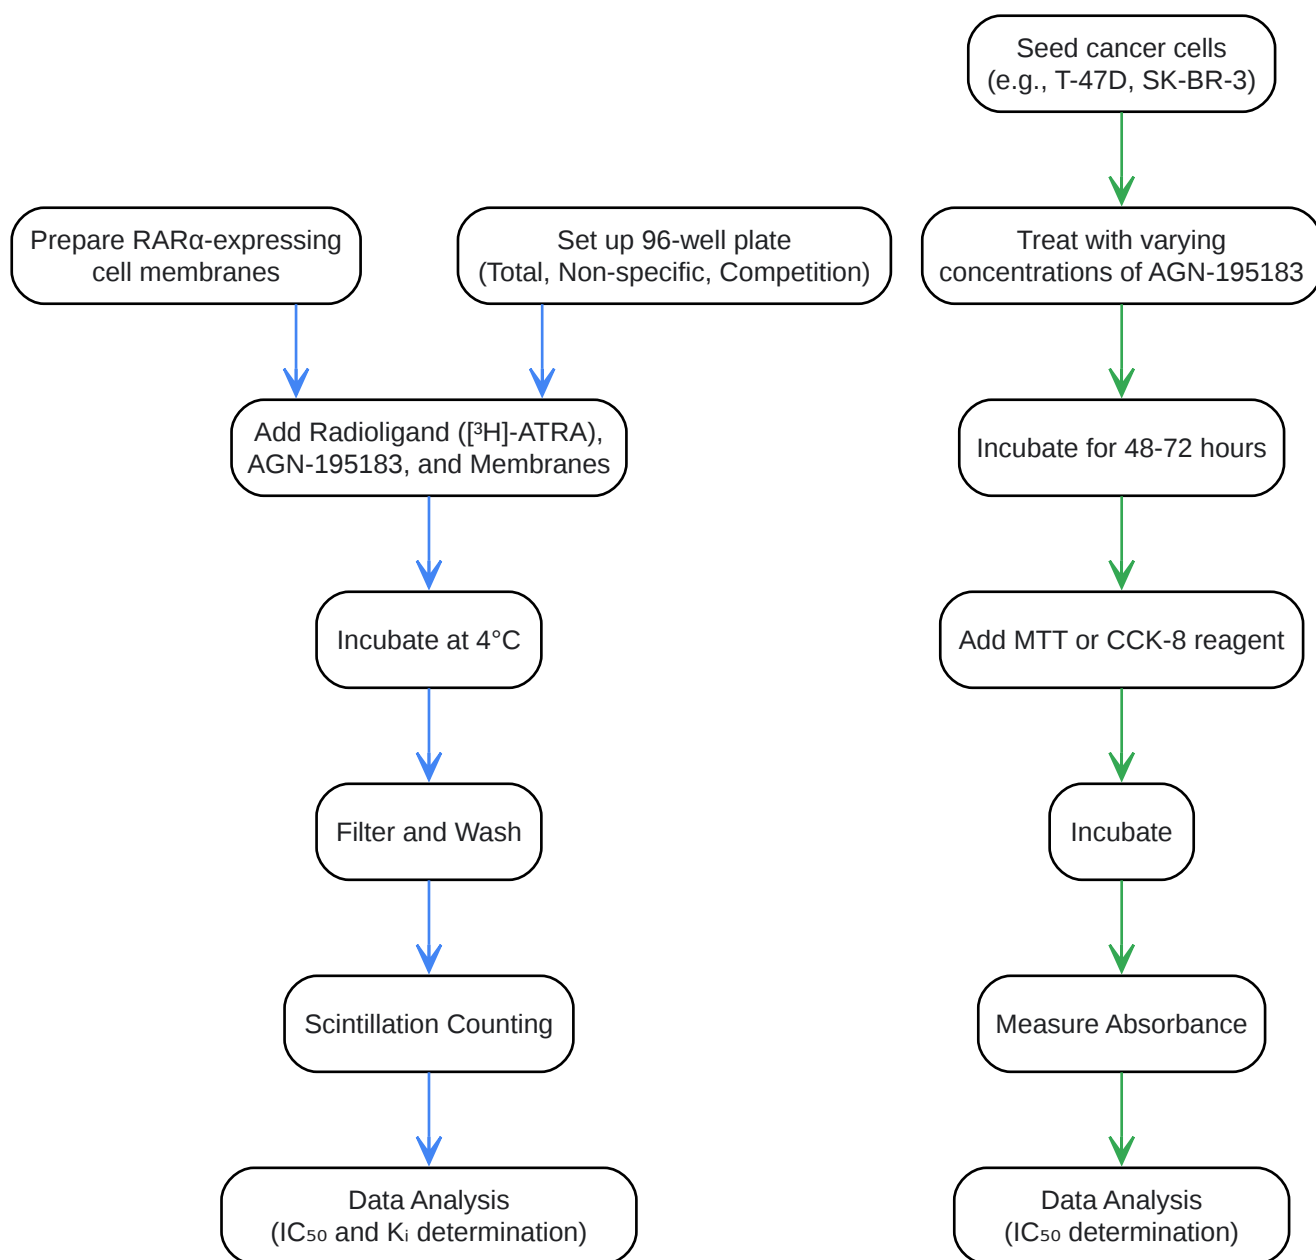 Seed cancer cells
(e.g., T-47D, SK-BR-3)
Prepare RARα-expressing
cell membranes
Set up 96-well plate
(Total, Non-specific, Competition)
Treat with varying
concentrations of AGN-195183
Add Radioligand ([³H]-ATRA),
AGN-195183, and Membranes
Incubate for 48-72 hours
Incubate at 4°C
Add MTT or CCK-8 reagent
Filter and Wash
Incubate
Scintillation Counting
Measure Absorbance
Data Analysis
(IC₅₀ and Kᵢ determination)
Data Analysis
(IC₅₀ determination)